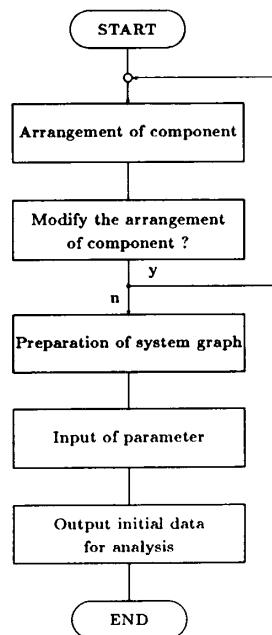 START
Arrangement of component
Modify the arrangement
of component ?
y
n
Preparation of system graph
Input of parameter
Output initial data
for analysis
END